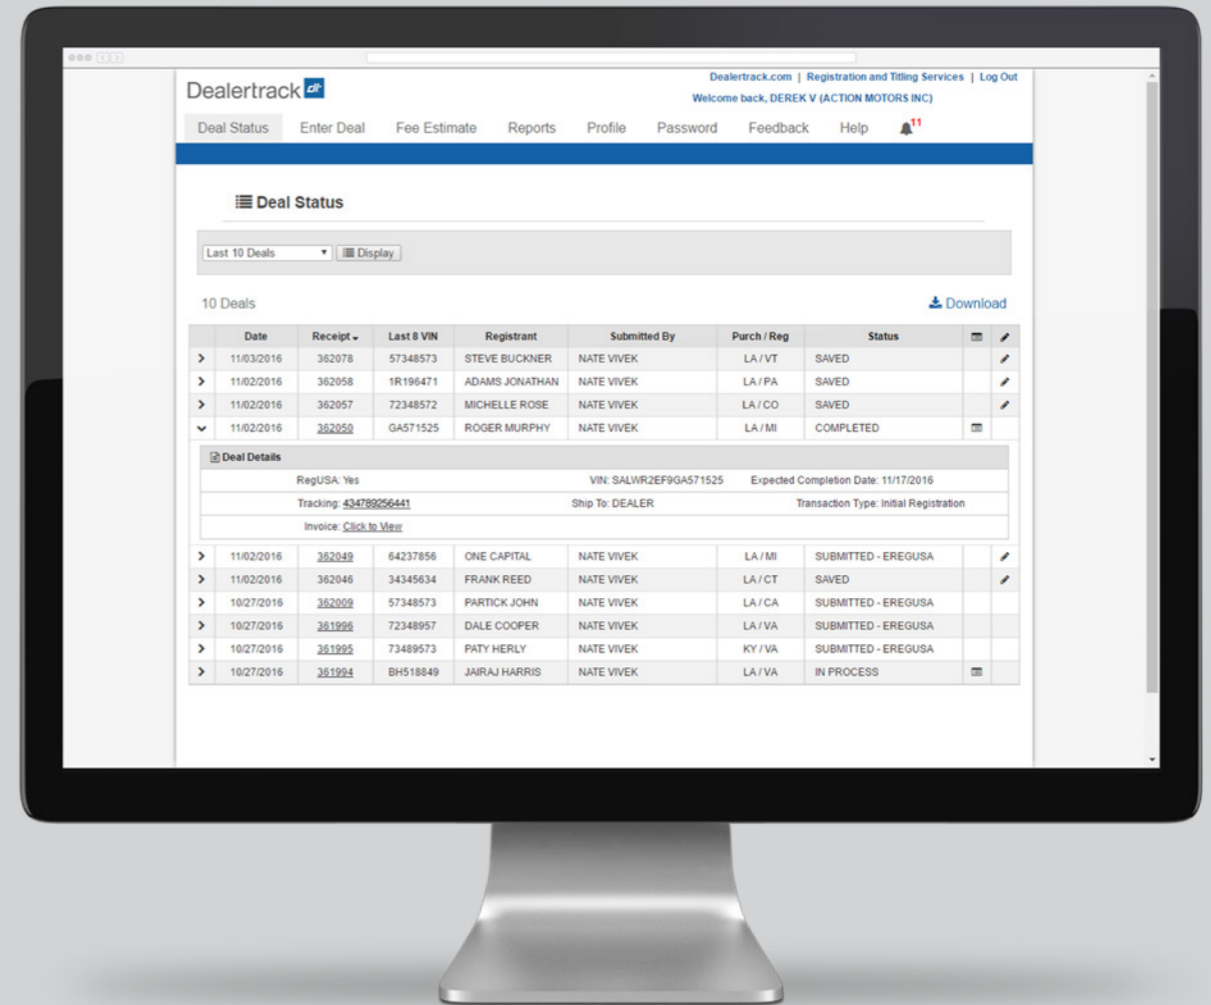 Dealertrack.com | Registration and Titling Services | Log Out
Dealertrack dt
Welcome back, DEREK V (ACTION MOTORS INC)
Deal Status Enter Deal Fee Estimate Reports Profile Password Feedback Help 11
Deal Status
Last 10 Deals Display
10 Deals Download
Date Receipt Last 8 VIN Registrant Submitted By Purch / Reg Status
11/03/2016 362078 57348573 STEVE BUCKNER NATE VIVEK LA / VT SAVED
11/02/2016 362058 1R196471 ADAMS JONATHAN NATE VIVEK LA / PA SAVED
11/02/2016 362057 72348572 MICHELLE ROSE NATE VIVEK LA / CO SAVED
11/02/2016 362050 GA571525 ROGER MURPHY NATE VIVEK LA / MI COMPLETED
Deal Details
RegUSA: Yes VIN: SALWR2EF9GA571525 Expected Completion Date: 11/17/2016
Tracking: 434789256441 Ship To: DEALER Transaction Type: Initial Registration
Invoice: Click to View
11/02/2016 362049 64237856 ONE CAPITAL NATE VIVEK LA / MI SUBMITTED - EREGUSA
11/02/2016 362046 34345634 FRANK REED NATE VIVEK LA / CT SAVED
10/27/2016 362009 57348573 PARTICK JOHN NATE VIVEK LA / CA SUBMITTED - EREGUSA
10/27/2016 361996 72348957 DALE COOPER NATE VIVEK LA / VA SUBMITTED - EREGUSA
10/27/2016 361995 73489573 PATY HERLY NATE VIVEK KY / VA SUBMITTED - EREGUSA
10/27/2016 361994 BH518849 JAIRAJ HARRIS NATE VIVEK LA / VA IN PROCESS